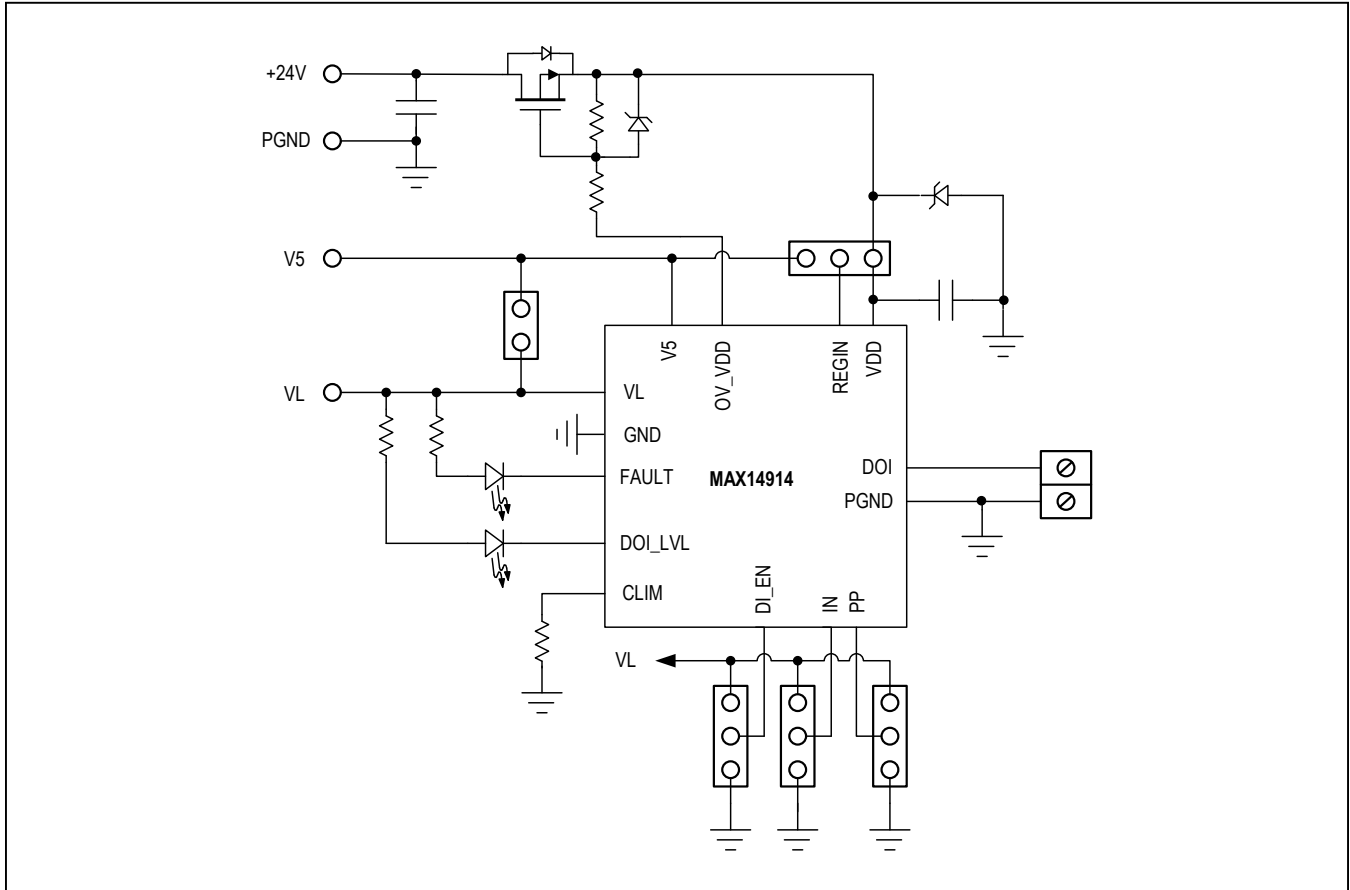 +24V
PGND
V5
VL
V5
OV_VDD
REGIN
VDD
VL
GND
FAULT
DOI_LVL
CLIM
MAX14914
DOI
PGND
DI_EN
IN
PP
VL